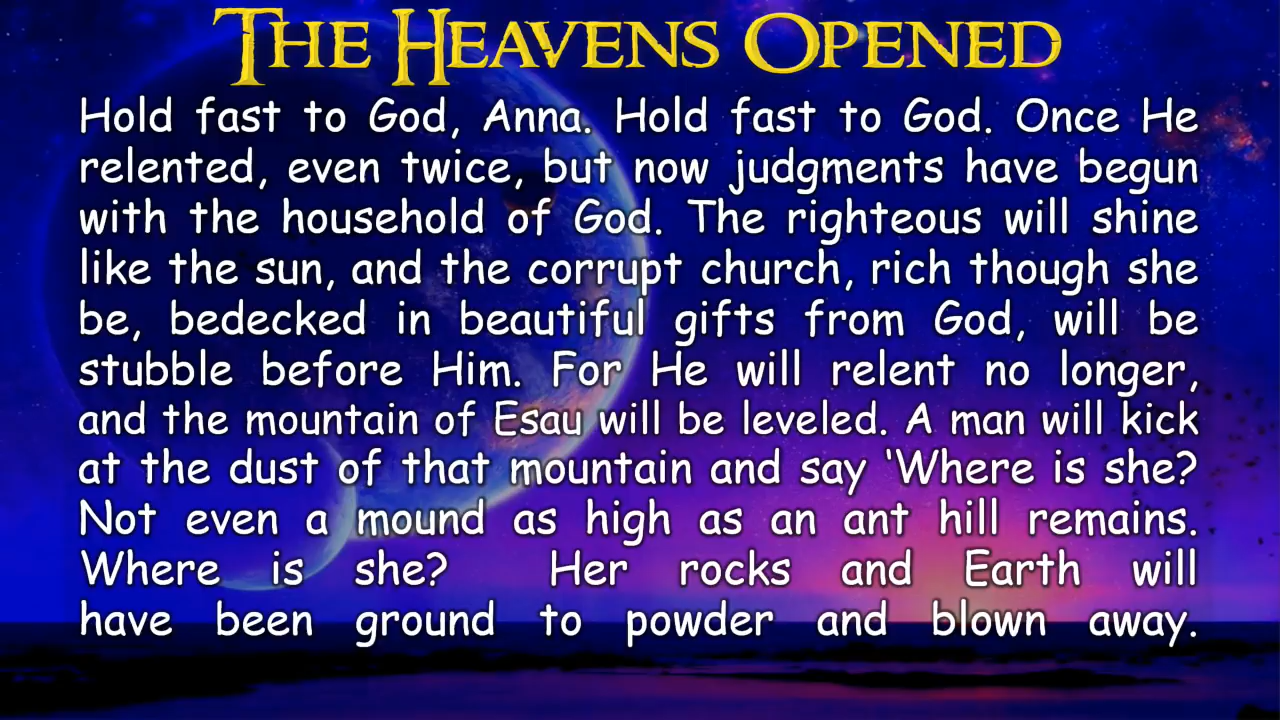 THE HEAVENS OPENED
Hold fast to God, Anna. Hold fast to God. Once He
relented, even twice, but now judgments have begun
with the household of God. The righteous will shine
like the sun, and the corrupt church, rich though she
be, bedecked in beautiful gifts from God, will be
stubble before Him. For He will relent no longer,
and the mountain of Esau will be leveled. A man will kick
at the dust of that mountain and say ‘Where is she?
Not even a mound as high as an ant hill remains.
Where is she? Her rocks and Earth will
have been ground to powder and blown away.